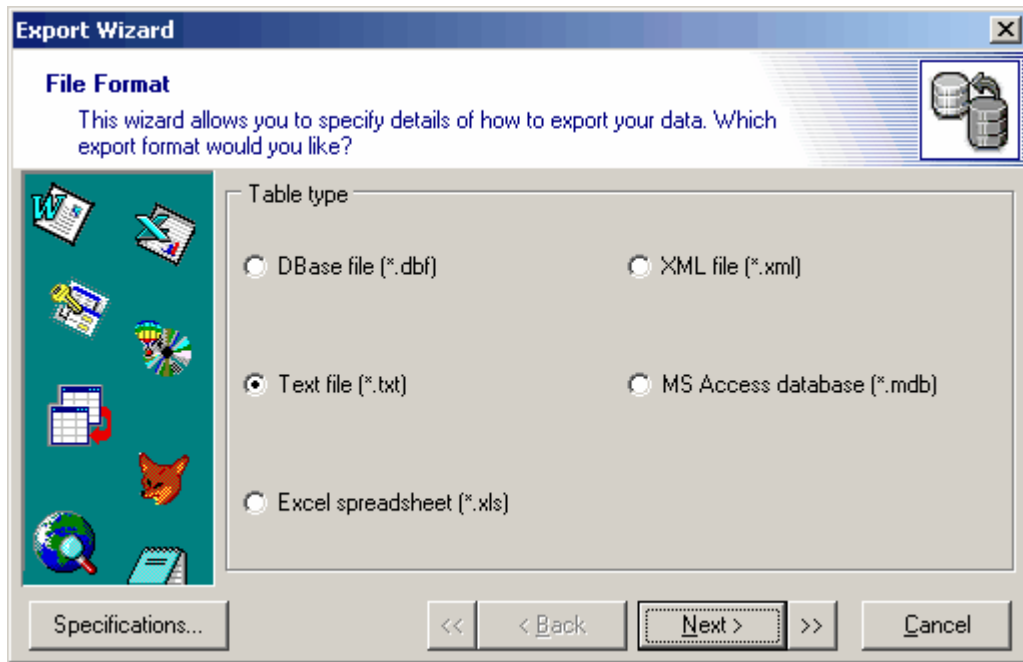 Export Wizard
File Format
This wizard allows you to specify details of how to export your data. Which
export format would you like?
Table type
DBase file (*.dbf)
XML file (*.xml)
Text file (*.txt)
MS Access database (*.mdb)
Excel spreadsheet (*.xls)
Specifications...
<<
< Back
Next >
>>
Cancel